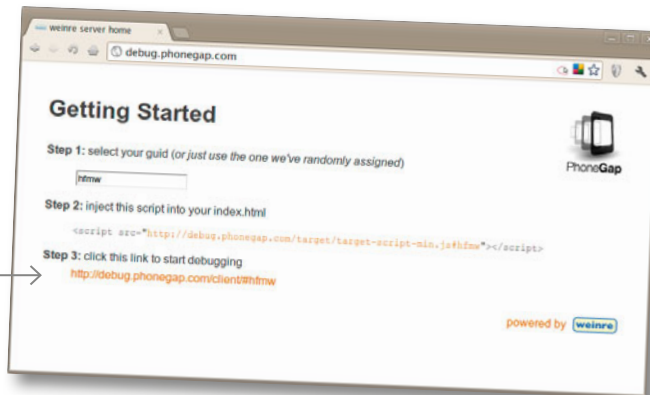 weinre server home
debug.phonegap.com
Getting Started
PhoneGap
Step 1: select your guid (or just use the one we've randomly assigned)
hfmw
Step 2: inject this script into your index.html
<script src="http://debug.phonegap.com/target/target-script-min.js#hfmw"></script>
Step 3: click this link to start debugging
http://debug.phonegap.com/client/#hfmw
powered by weinre